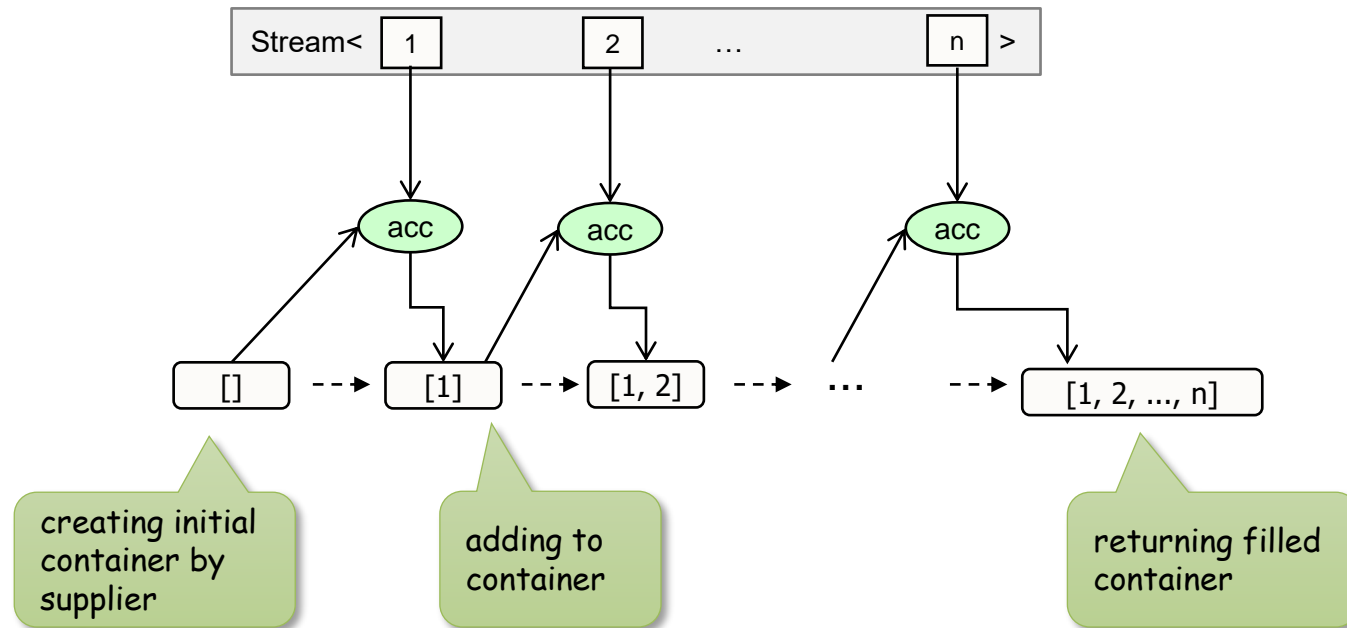 Stream< 1 2 … n >
acc acc acc
[] [1] [1, 2] ... [1, 2, ..., n]
creating initial
container by
supplier
adding to
container
returning filled
container